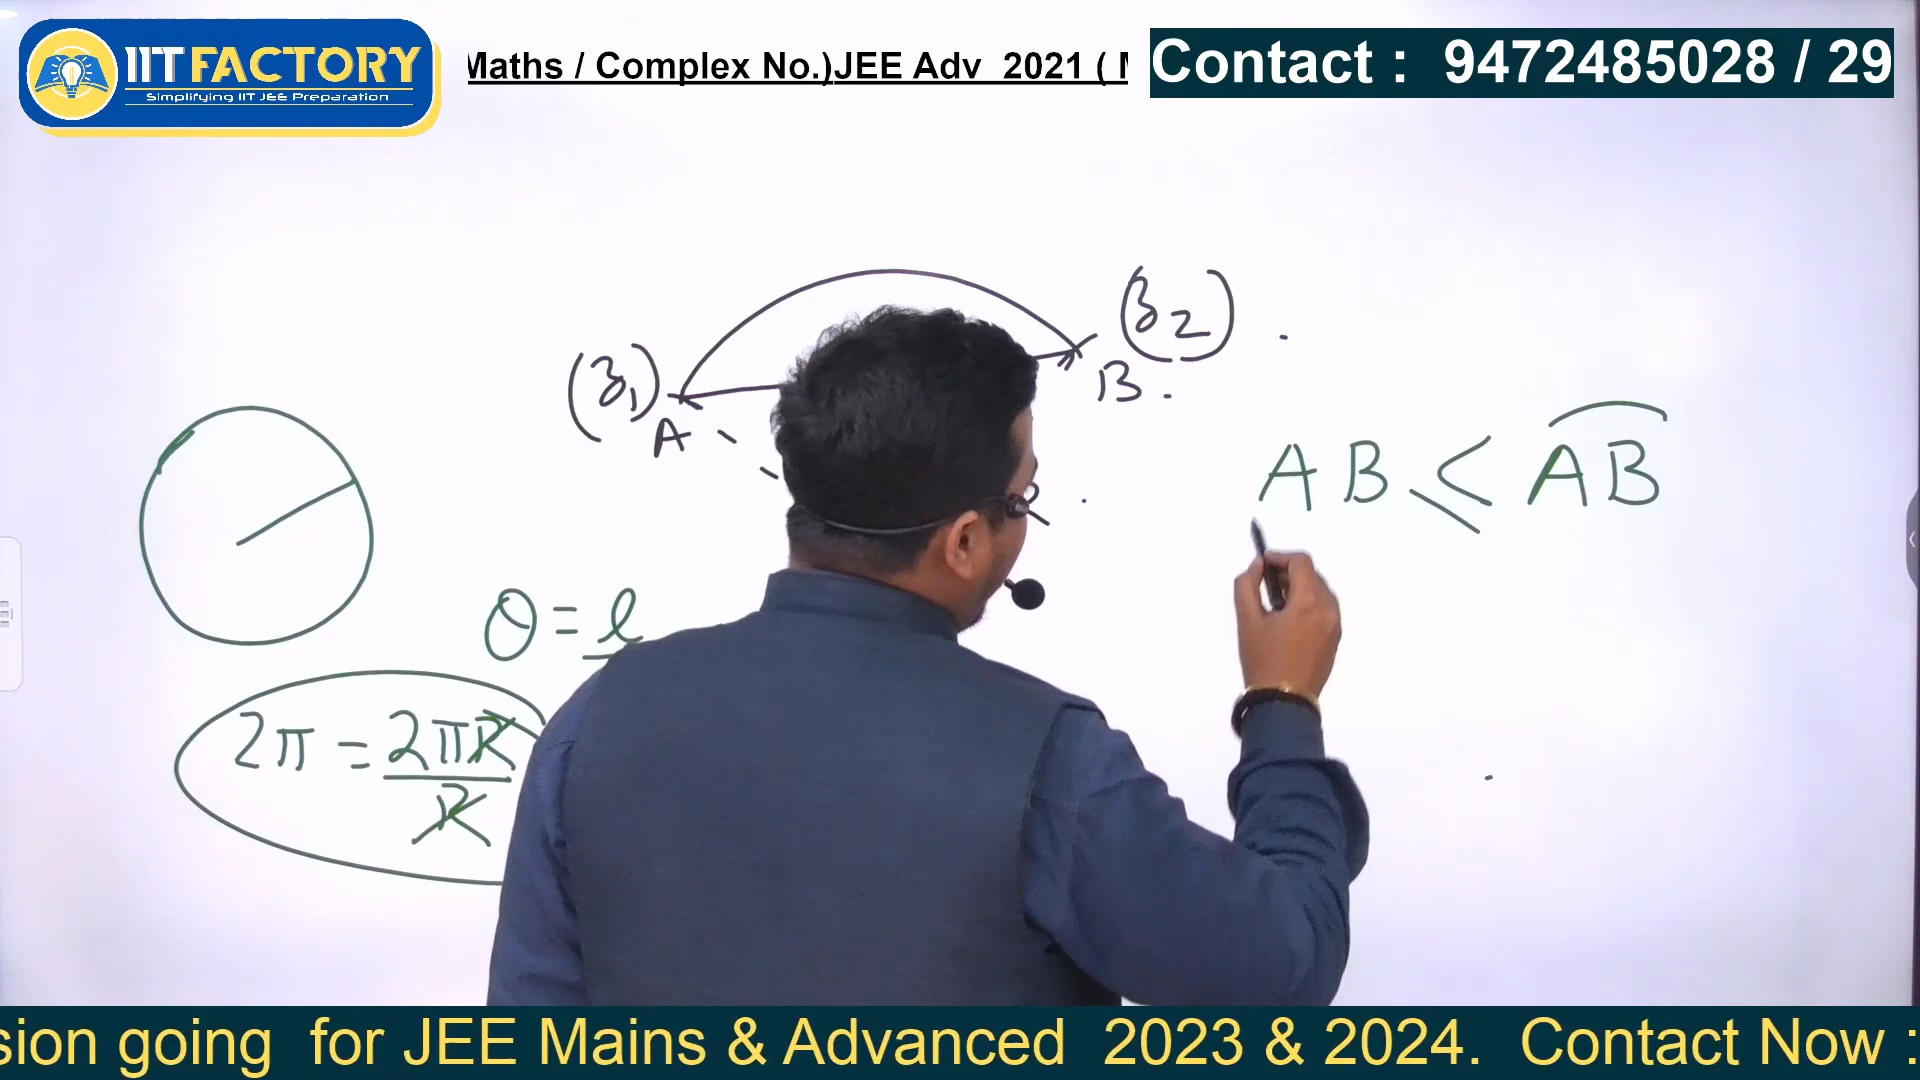 IIT FACTORY
Simplifying IIT JEE Preparation
Maths / Complex No.)JEE Adv 2021 (
Contact : 9472485028 / 29
(z₁)
A
(z₂)
B
AB ≤ A͡B
θ = l
2π = 2πR
R
sion going for JEE Mains & Advanced 2023 & 2024. Contact Now :